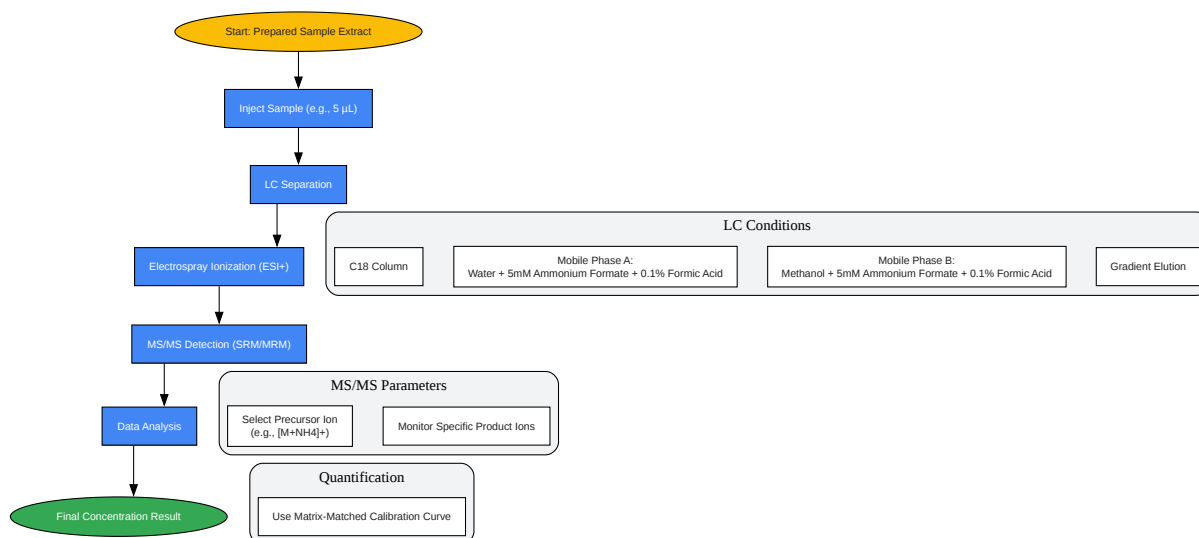 Start: Prepared Sample Extract
Inject Sample (e.g., 5 µL)
LC Separation
LC Conditions
Electrospray Ionization (ESI+)
C18 Column
Mobile Phase A:
Water + 5mM Ammonium Formate + 0.1% Formic Acid
Mobile Phase B:
Methanol + 5mM Ammonium Formate + 0.1% Formic Acid
Gradient Elution
MS/MS Detection (SRM/MRM)
MS/MS Parameters
Data Analysis
Select Precursor Ion
(e.g., [M+NH4]+)
Monitor Specific Product Ions
Quantification
Final Concentration Result
Use Matrix-Matched Calibration Curve